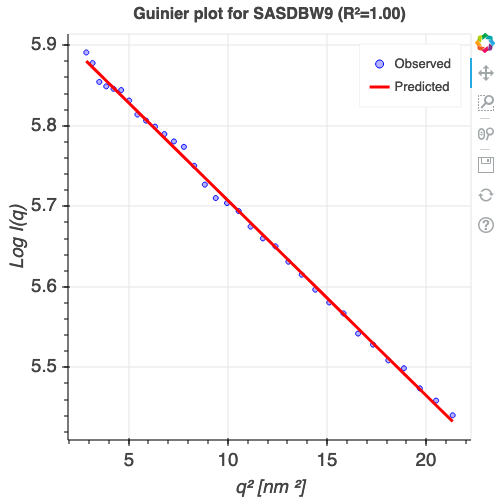 Guinier plot for SASDBW9 (R²=1.00)
Observed
Predicted
5.9
5.8
5.7
5.6
5.5
Log I(q)
5
10
15
20
q² [nm ²]